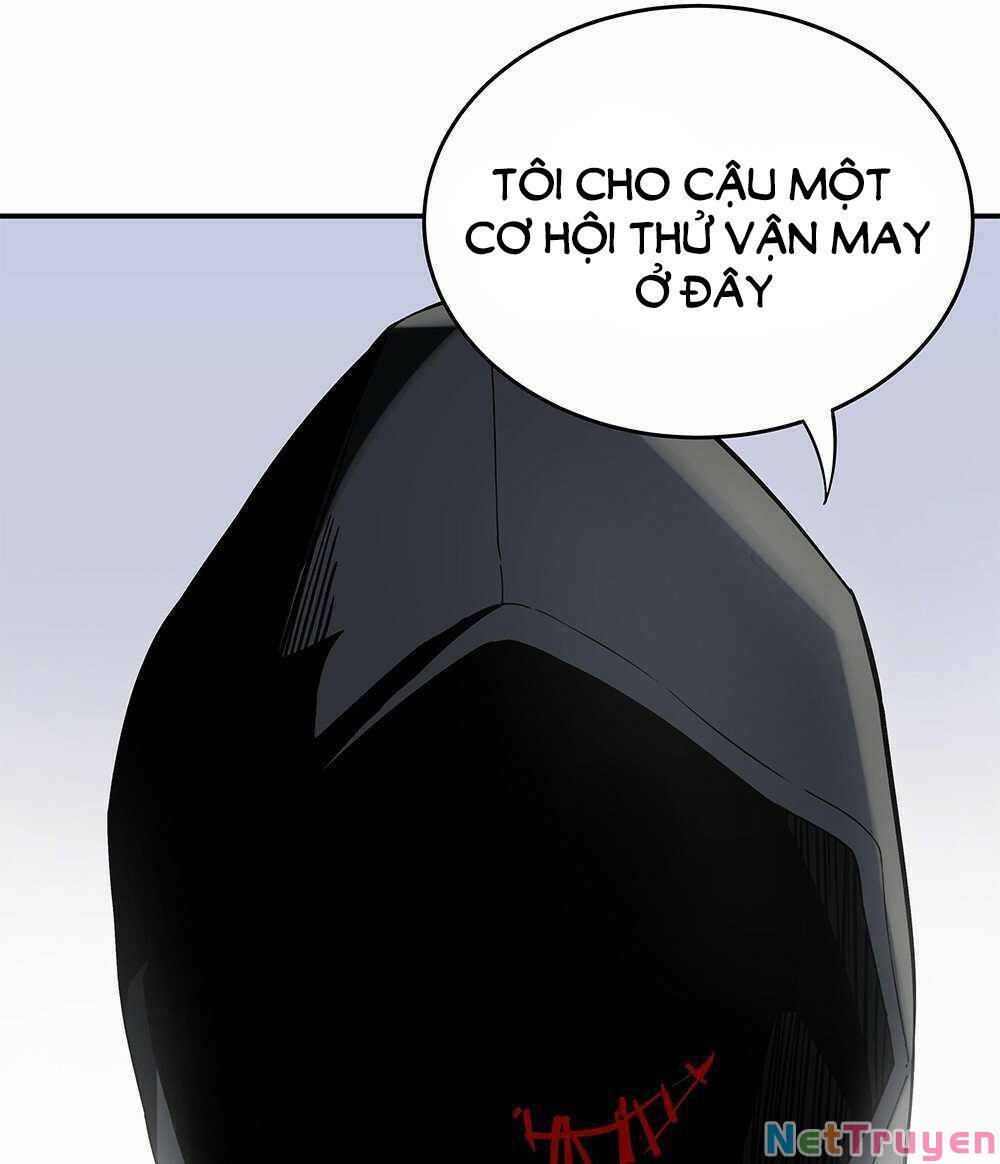 TÔI CHO CẬU MỘT
CƠ HỘI THỬ VẬN MAY
Ở ĐÂY
NetTruyen